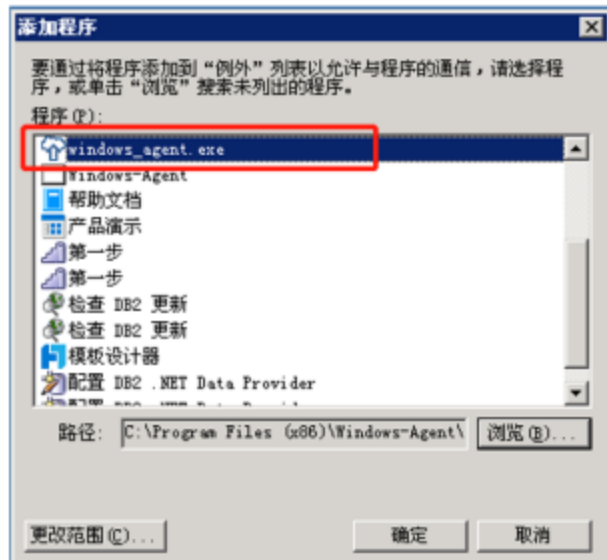 添加程序
要通过将程序添加到“例外”列表以允许与程序的通信，请选择程
序，或单击“浏览”搜索未列出的程序。
程序(P):
windows_agent.exe
Windows-Agent
帮助文档
产品演示
第一步
第一步
检查 DB2 更新
检查 DB2 更新
模板设计器
配置 DB2 .NET Data Provider
路径: C:\Program Files (x86)\Windows-Agent\ 浏览(B)...
更改范围(C)... 确定 取消